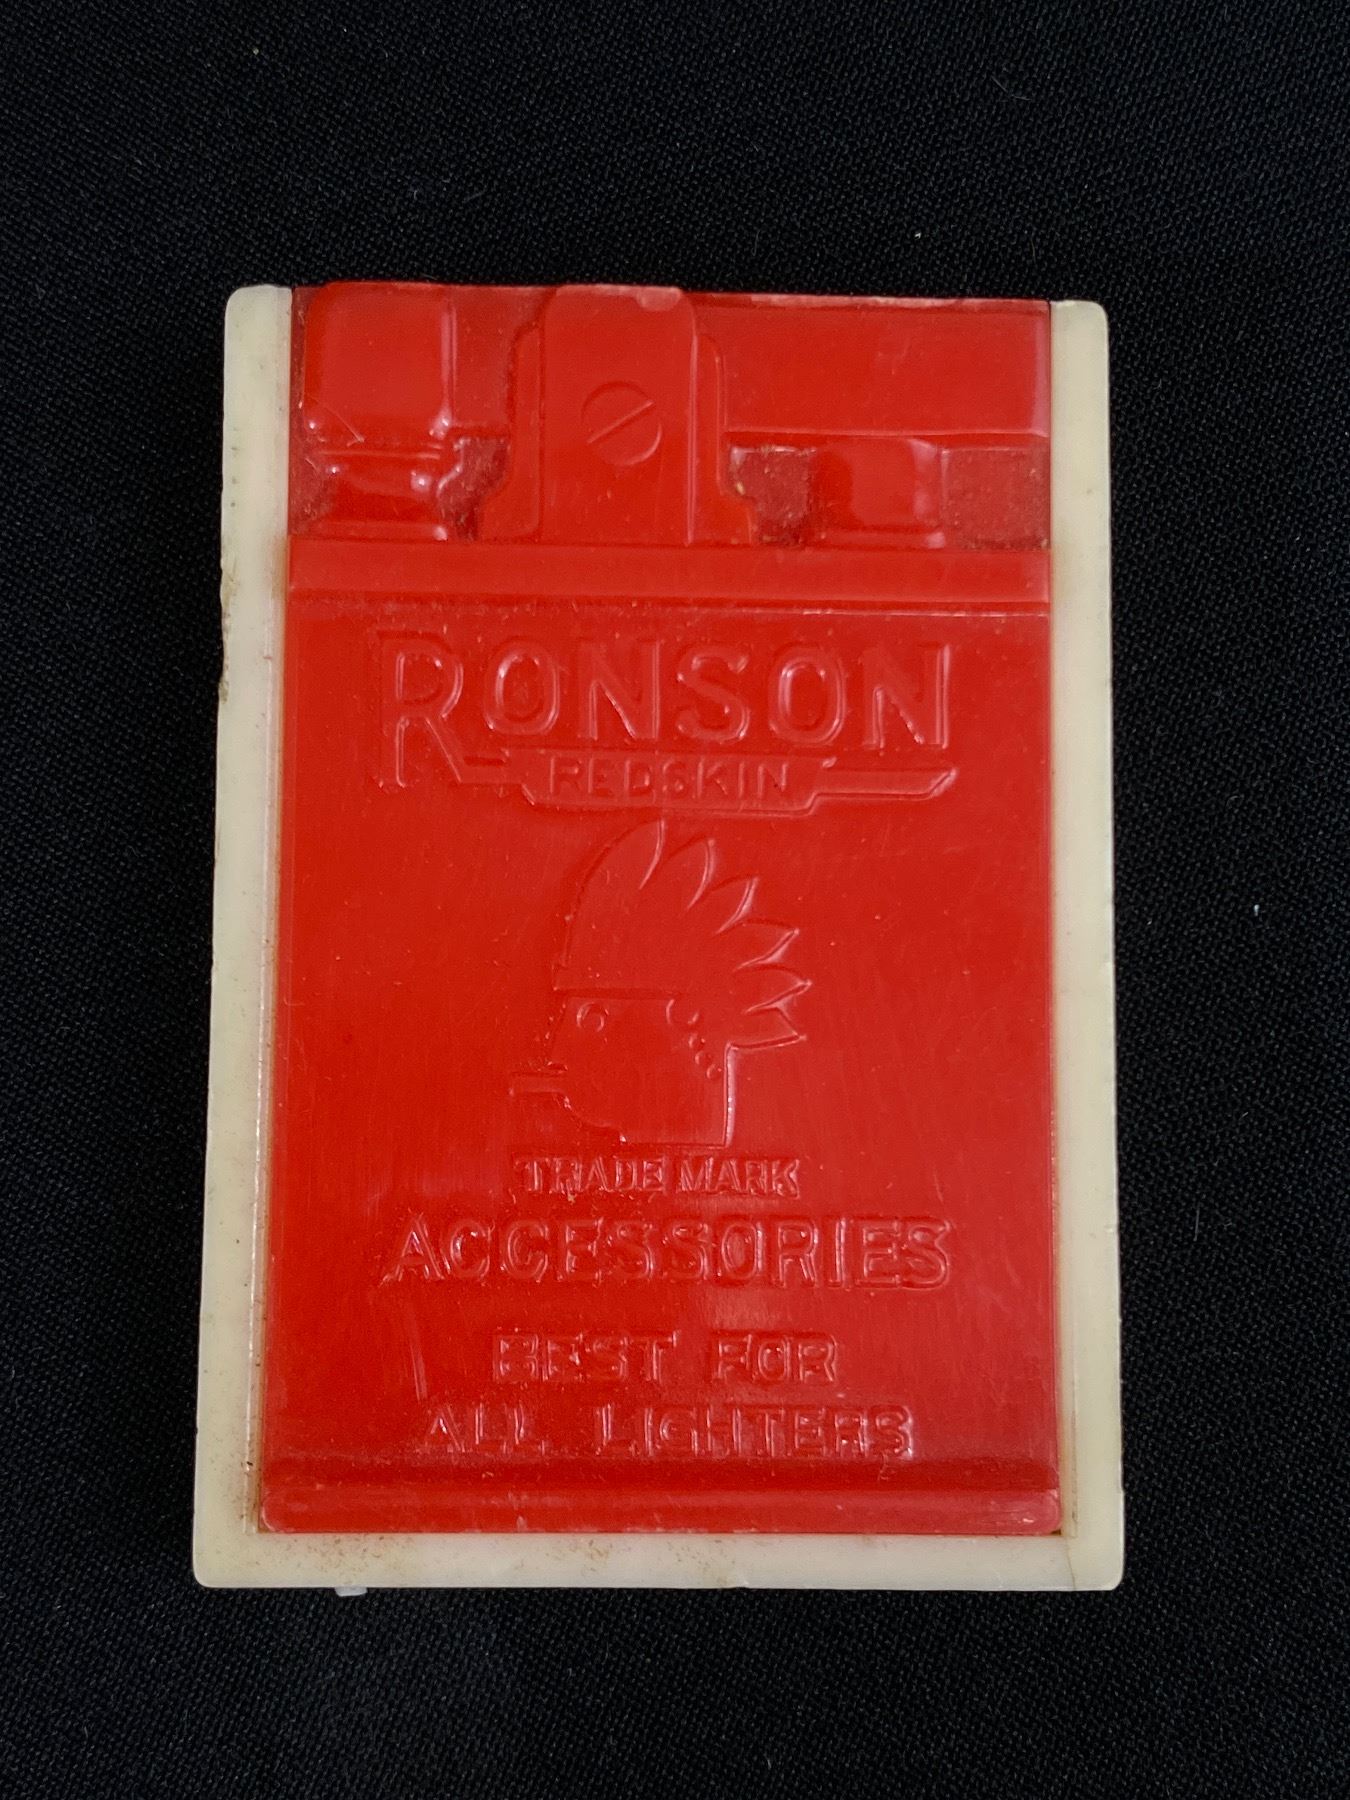 RONSON
REDSKIN
TRADE MARK
ACCESSORIES
BEST FOR
ALL LIGHTERS